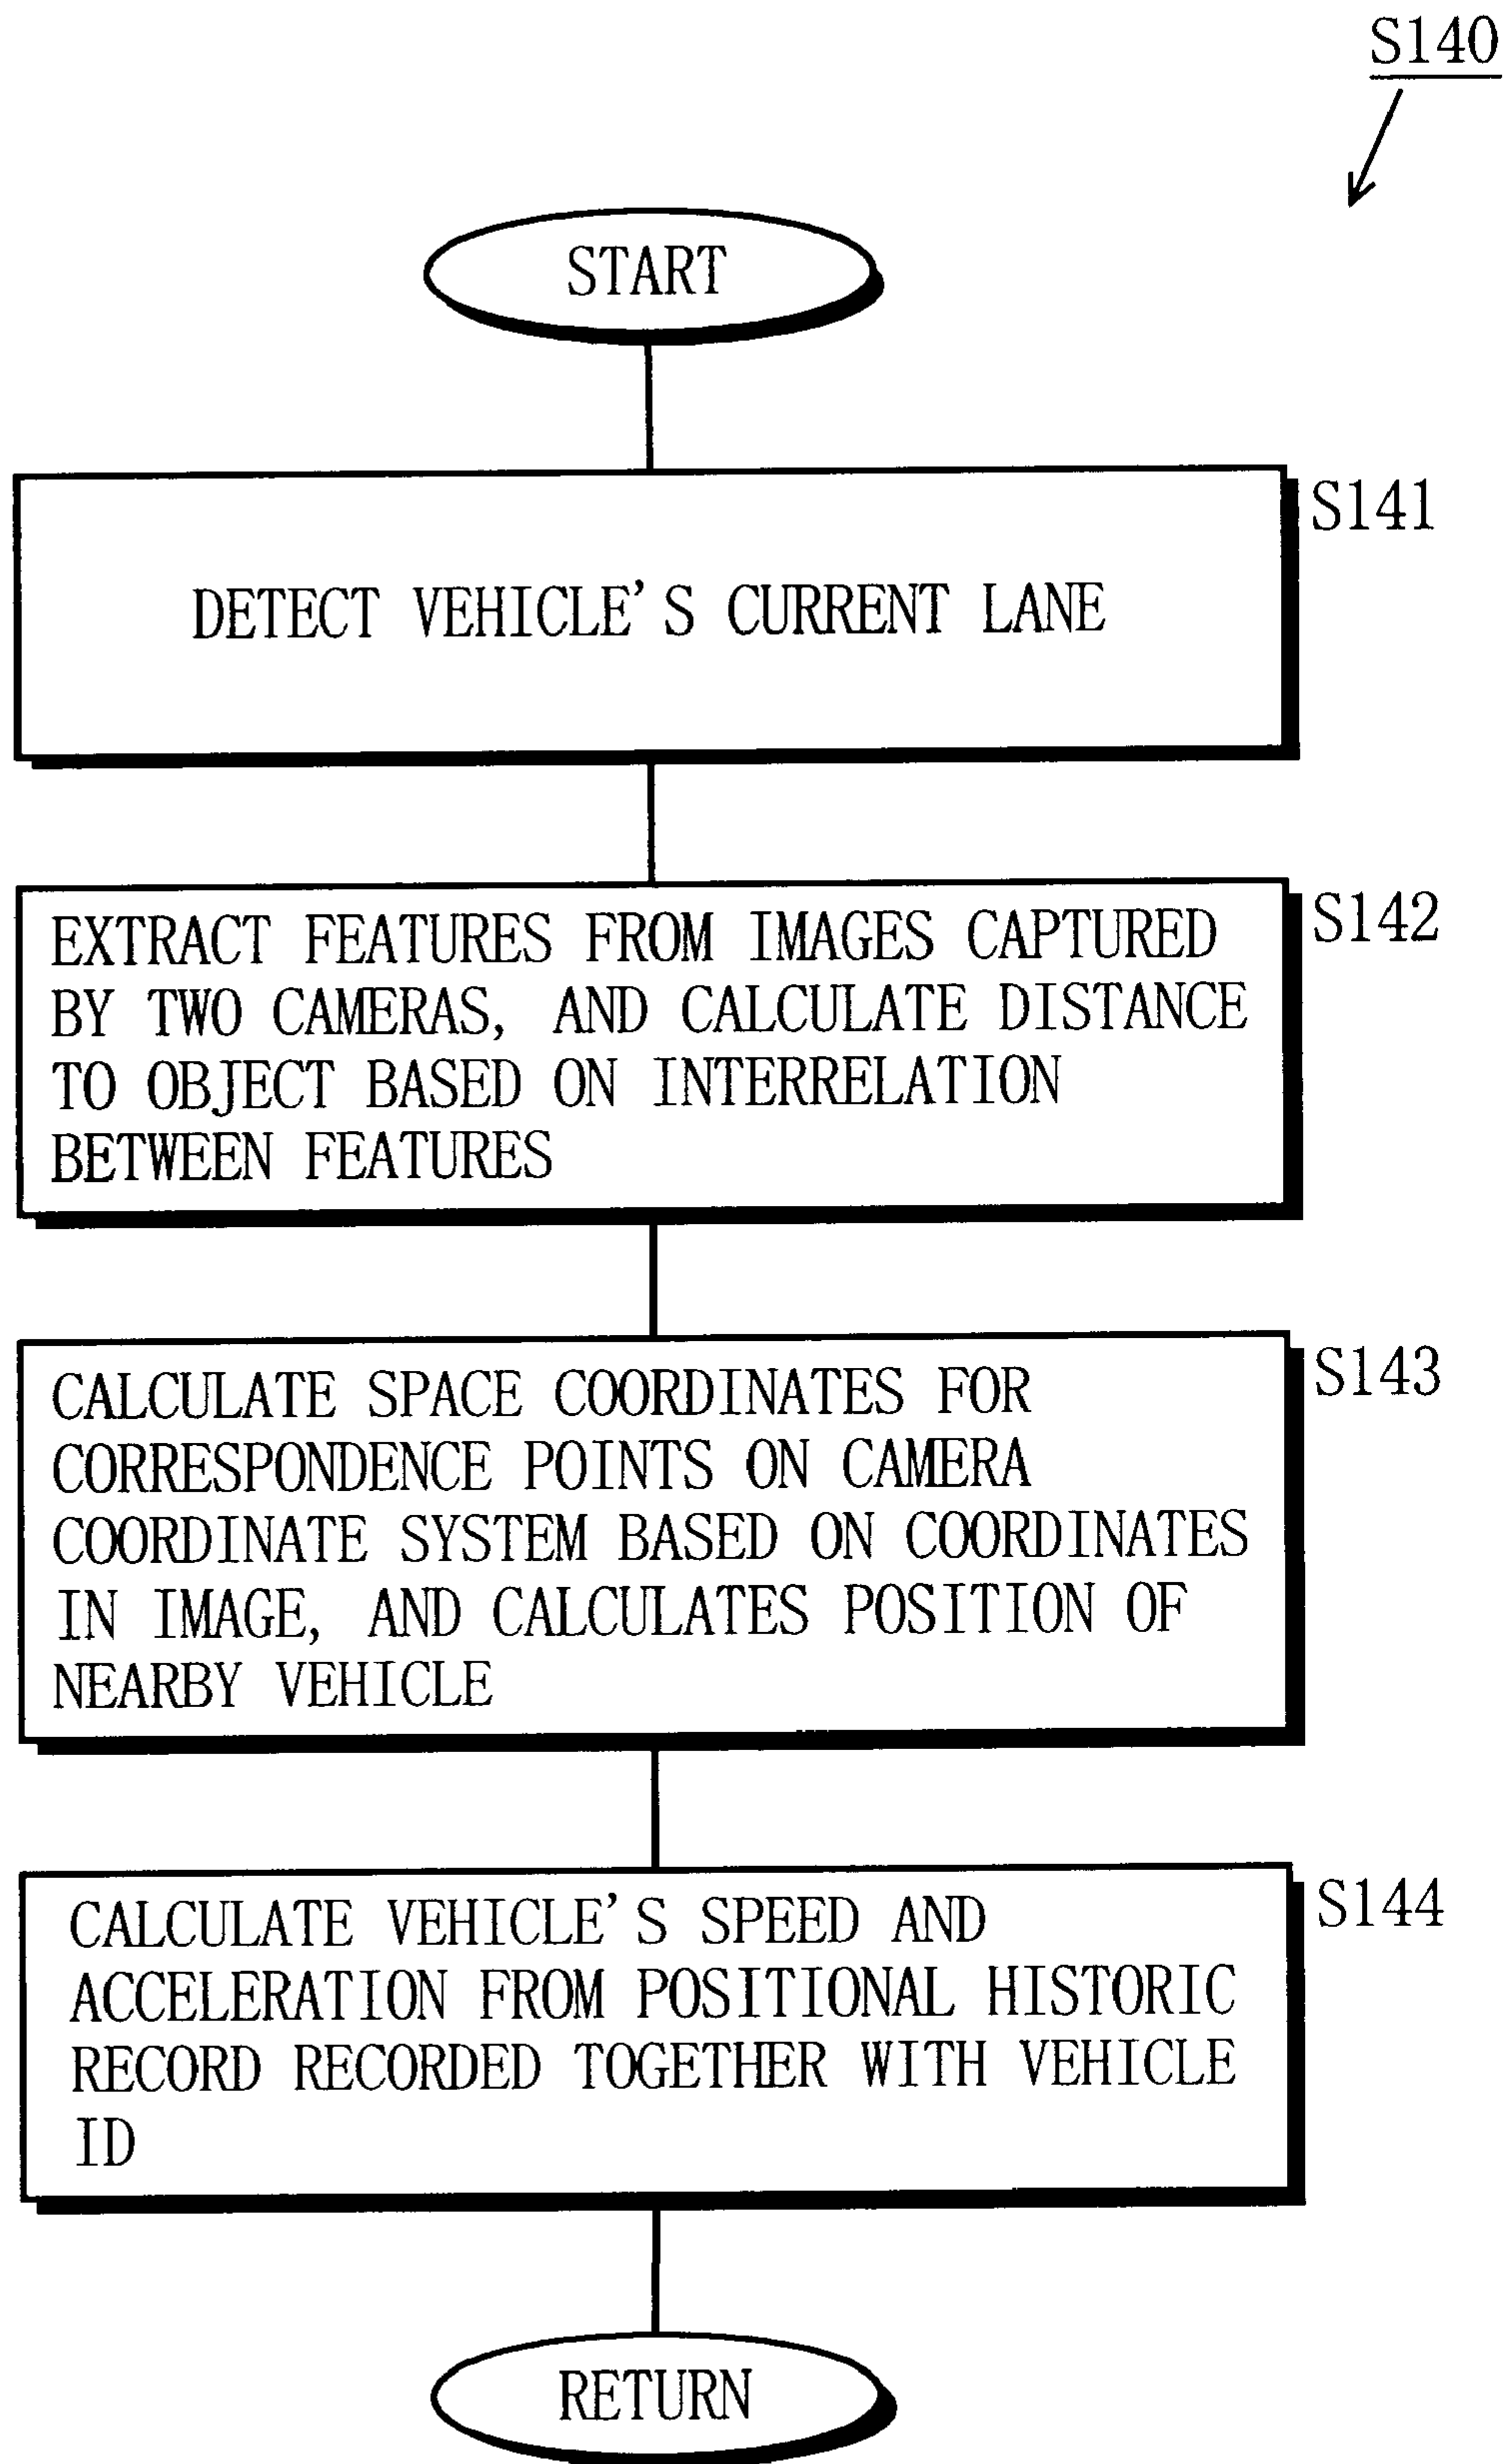 S140
START
S141
DETECT VEHICLE'S CURRENT LANE
S142
EXTRACT FEATURES FROM IMAGES CAPTURED
BY TWO CAMERAS, AND CALCULATE DISTANCE
TO OBJECT BASED ON INTERRELATION
BETWEEN FEATURES
S143
CALCULATE SPACE COORDINATES FOR
CORRESPONDENCE POINTS ON CAMERA
COORDINATE SYSTEM BASED ON COORDINATES
IN IMAGE, AND CALCULATES POSITION OF
NEARBY VEHICLE
S144
CALCULATE VEHICLE'S SPEED AND
ACCELERATION FROM POSITIONAL HISTORIC
RECORD RECORDED TOGETHER WITH VEHICLE
ID
RETURN